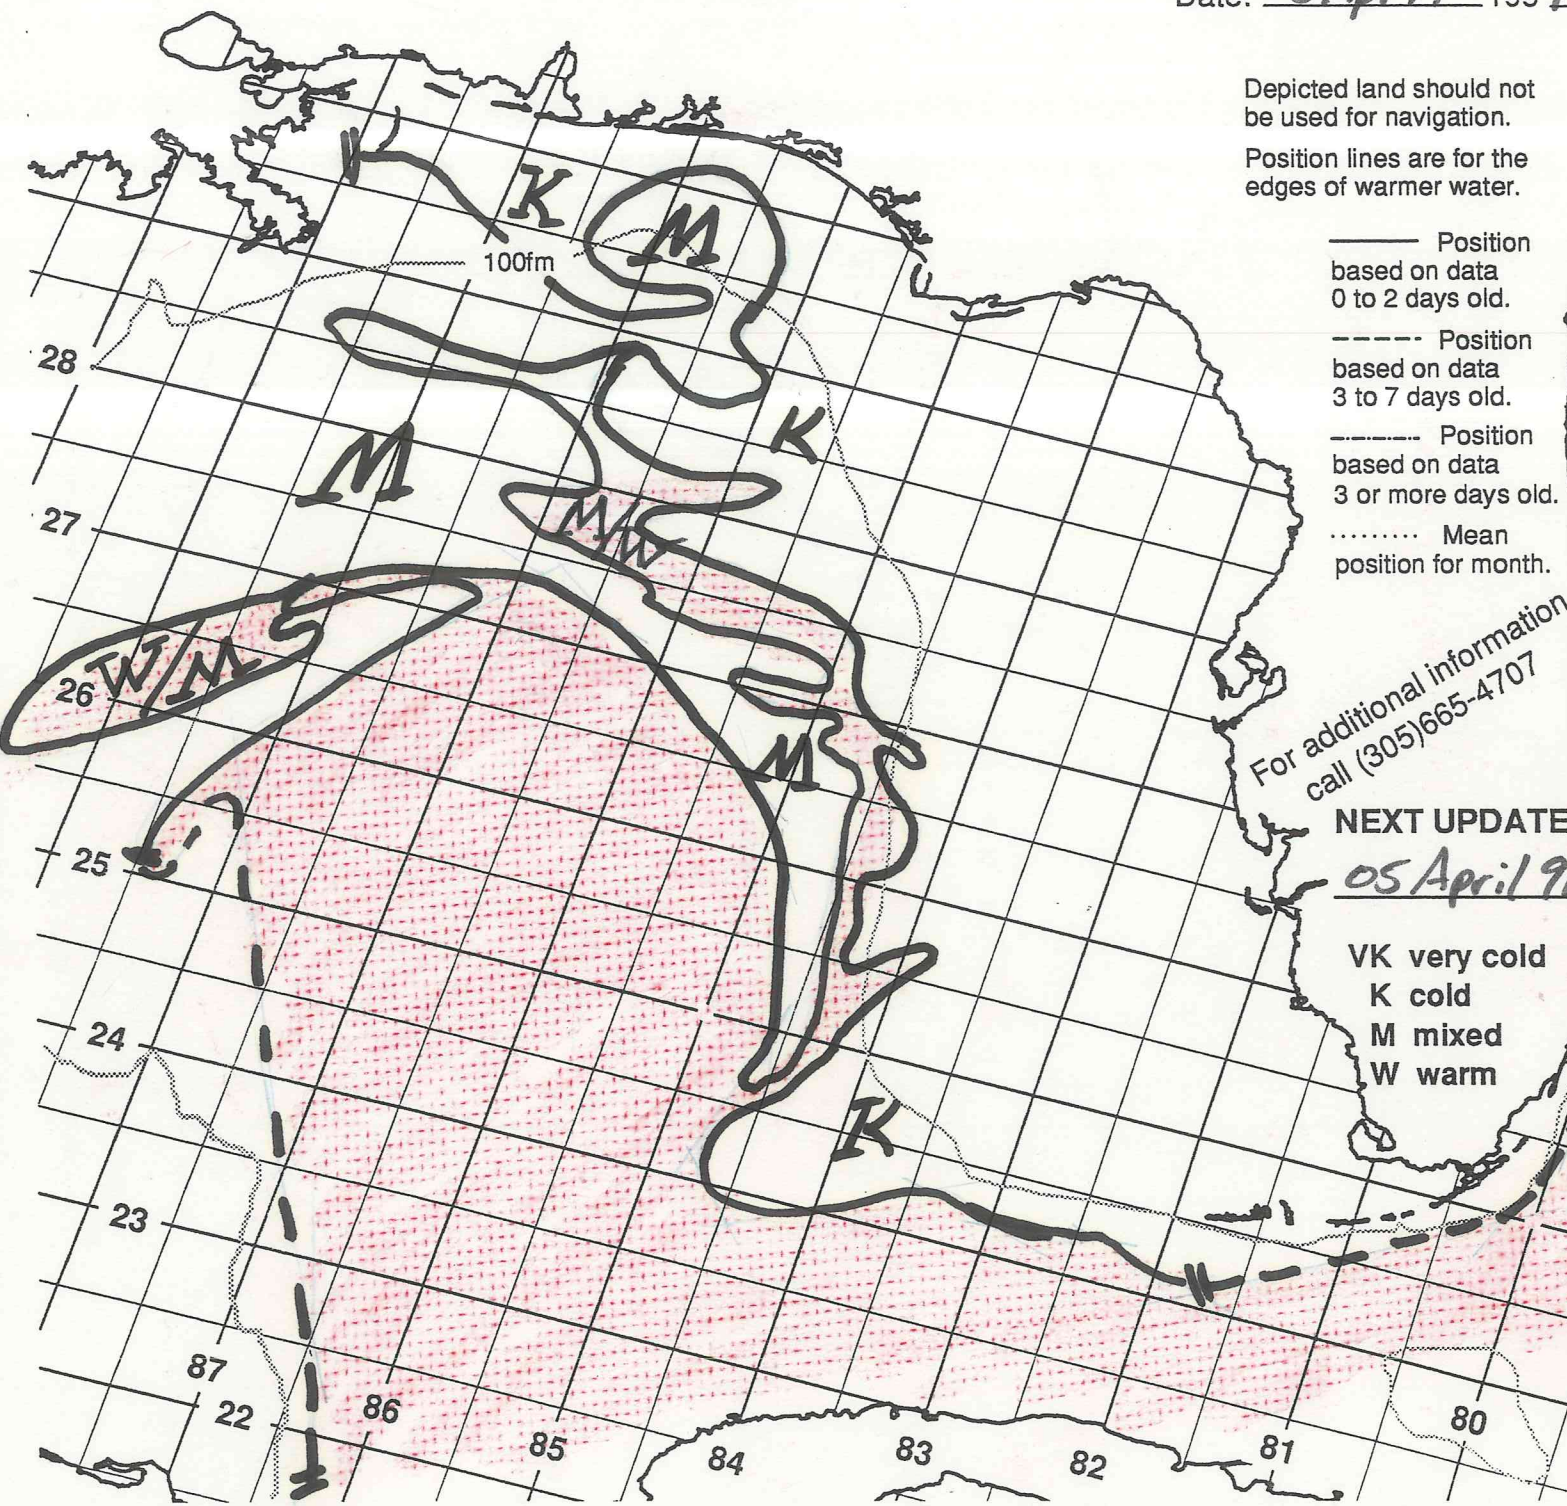 Date:
Depicted land should not
be used for navigation.
Position lines are for the
edges of warmer water.
Position
based on data
0 to 2 days old.
Position
based on data
3 to 7 days old.
Position
based on data
3 or more days old.
Mean
position for month.
For additional information
call (305)665-4707
NEXT UPDATE
05 April 9
VK very cold
K cold
M mixed
W warm
K
M
100fm
28
K
M
27
M/W
W/M
26
M
25
24
K
23
87
22
86
85
84
83
82
81
80